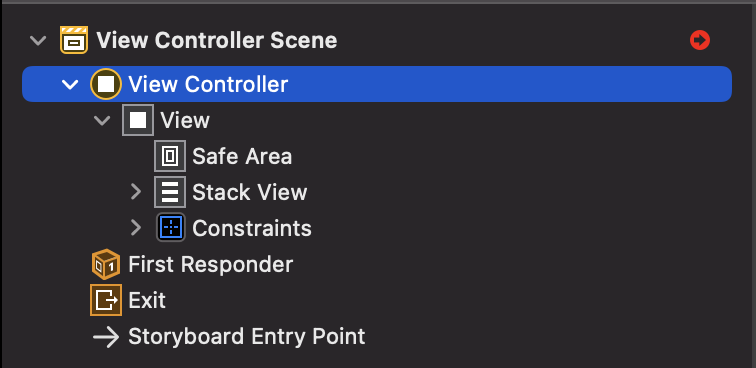 View Controller Scene
View Controller
View
Safe Area
Stack View
Constraints
First Responder
Exit
Storyboard Entry Point